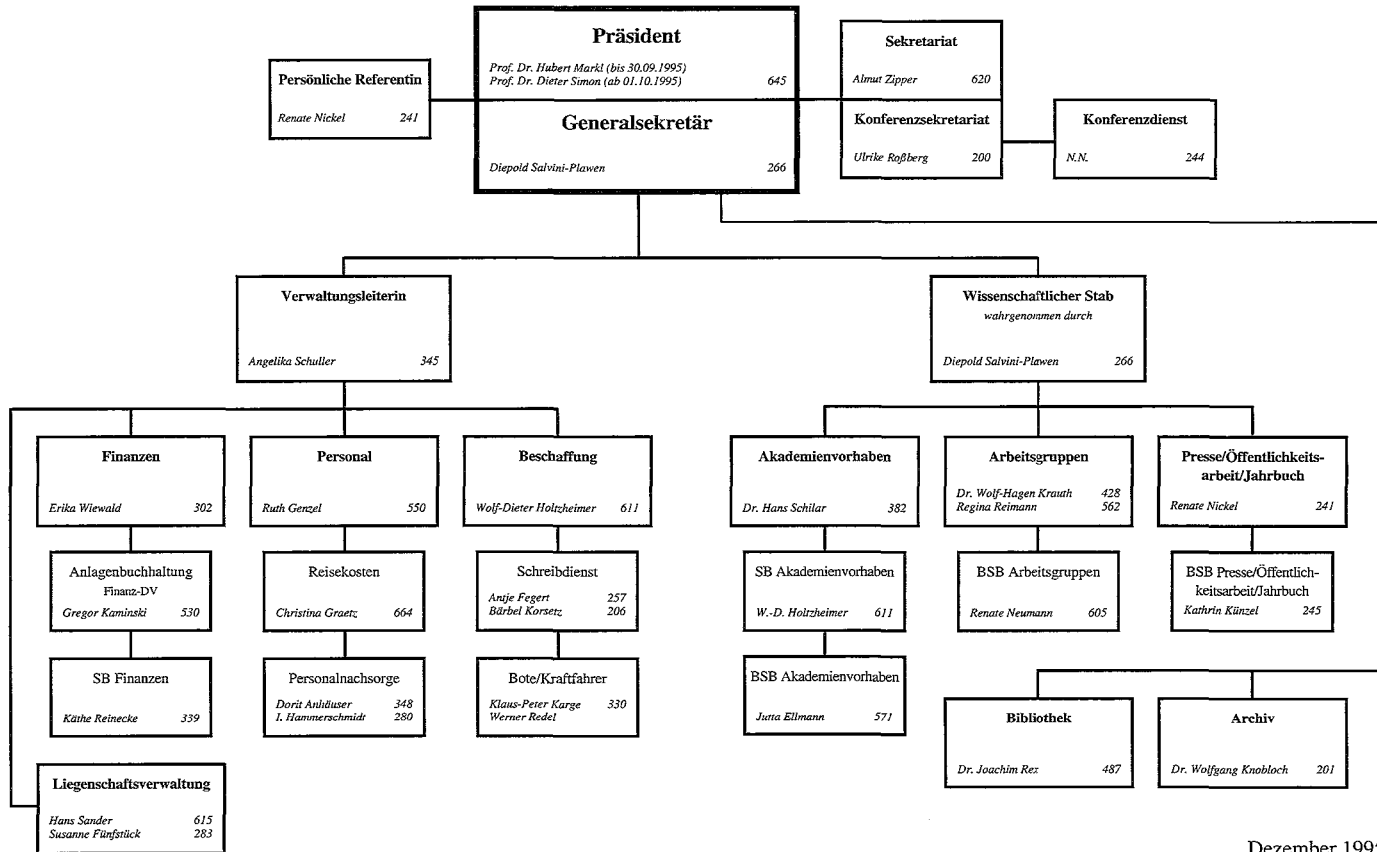 Präsident
Prof. Dr. Hubert Markl (bis 30.09.1995)
Prof. Dr. Dieter Simon (ab 01.10.1995) 645
Generalsekretär
Diepold Salvini-Plawen 266
Persönliche Referentin
Renate Nickel 241
Sekretariat
Almut Zipper 620
Konferenzsekretariat
Ulrike Roßberg 200
Konferenzdienst
N.N. 244
Verwaltungsleiterin
Angelika Schuller 345
Wissenschaftlicher Stab
wahrgenommen durch
Diepold Salvini-Plawen 266
Finanzen
Erika Wiewald 302
Personal
Ruth Genzel 550
Beschaffung
Wolf-Dieter Holtzheimer 611
Akademienvorhaben
Dr. Hans Schilar 382
Arbeitsgruppen
Dr. Wolf-Hagen Krauth 428
Regina Reimann 562
Presse/Öffentlichkeits-
arbeit/Jahrbuch
Renate Nickel 241
Anlagenbuchhaltung
Finanz-DV
Gregor Kaminski 530
Reisekosten
Christina Graetz 664
Schreibdienst
Antje Fegert 257
Bärbel Korsetz 206
SB Akademienvorhaben
W.-D. Holtzheimer 611
BSB Arbeitsgruppen
Renate Neumann 605
BSB Presse/Öffentlich-
keitsarbeit/Jahrbuch
Kathrin Künzel 245
SB Finanzen
Käthe Reinecke 339
Personalnachsorge
Dorit Anhäuser 348
I. Hammerschmidt 280
Bote/Kraftfahrer
Klaus-Peter Karge 330
Werner Redel
BSB Akademienvorhaben
Jutta Ellmann 571
Bibliothek
Dr. Joachim Rex 487
Archiv
Dr. Wolfgang Knobloch 201
Liegenschaftsverwaltung
Hans Sander 615
Susanne Fünfstück 283
Dezember